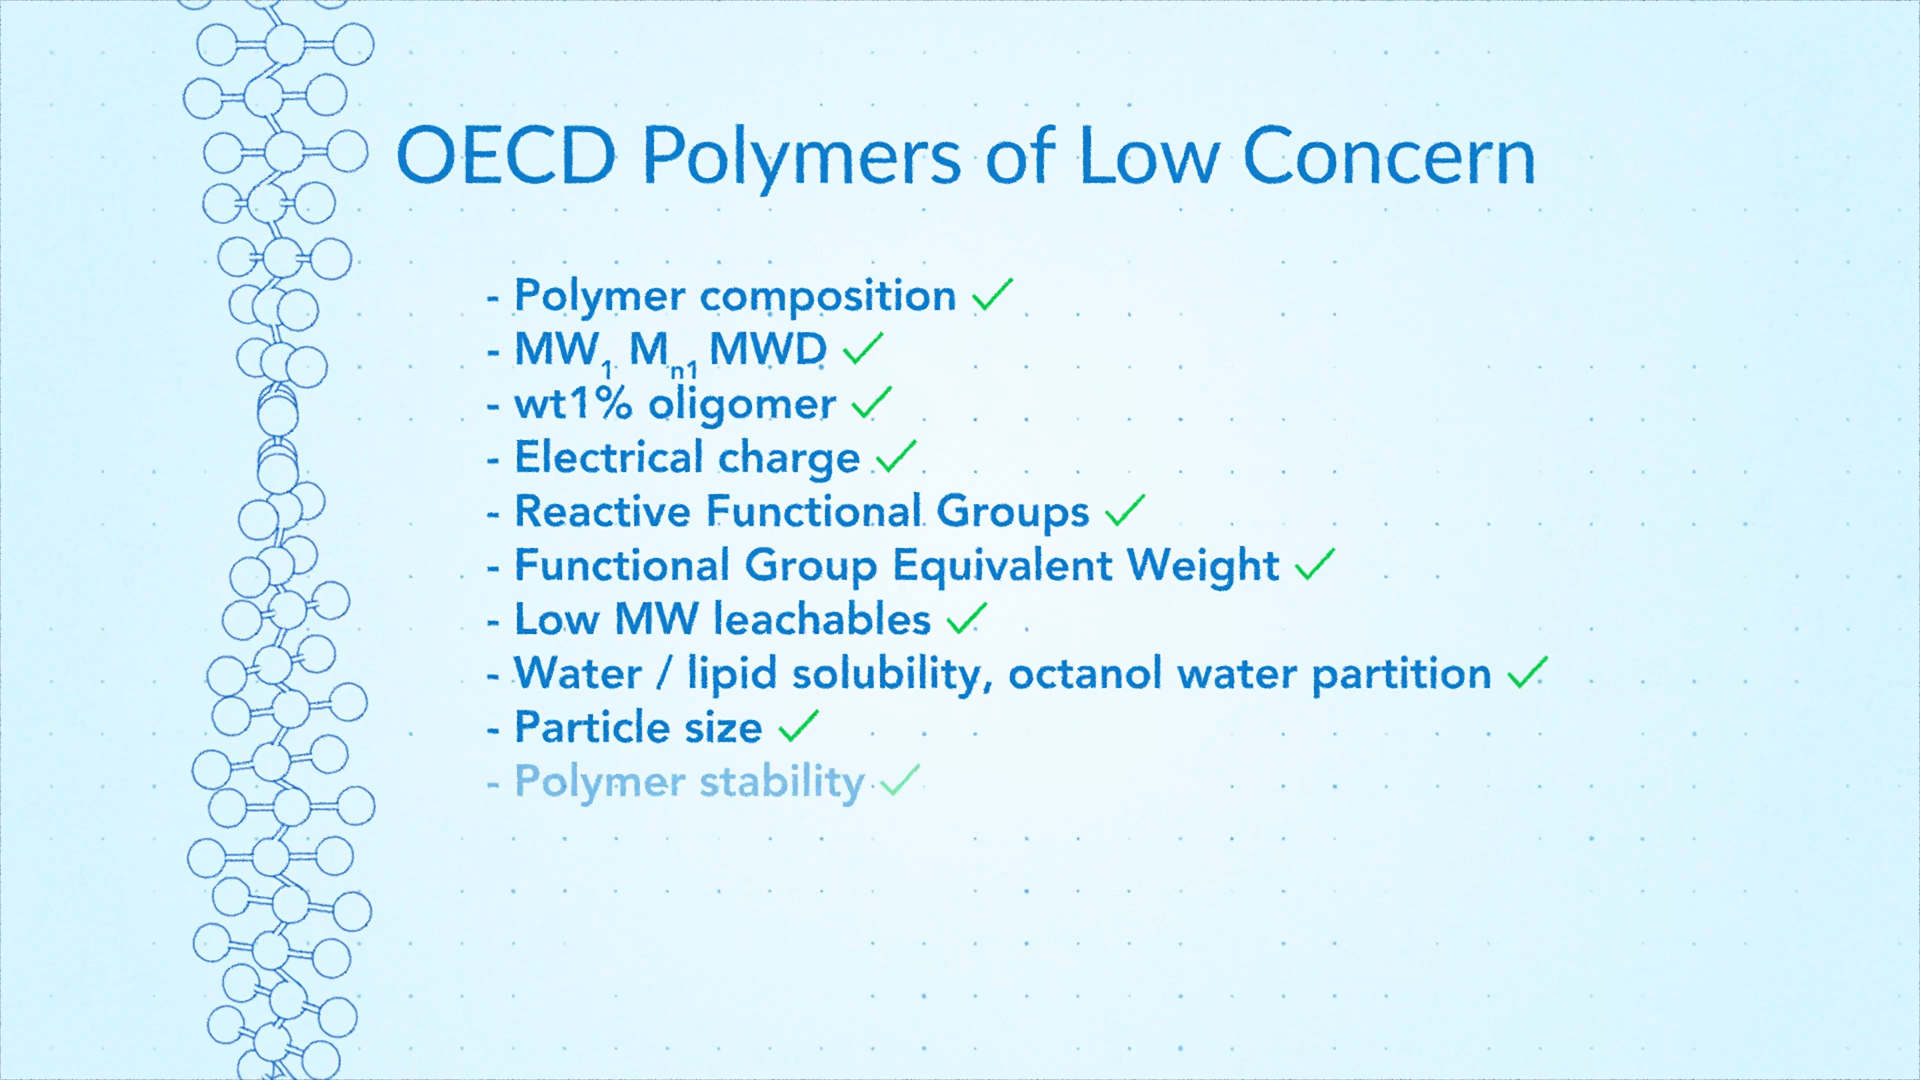 OECD Polymers of Low Concern
- Polymer composition ✓
- MW₁ Mₙ₁ MWD ✓
- wt1% oligomer ✓
- Electrical charge ✓
- Reactive Functional Groups ✓
- Functional Group Equivalent Weight ✓
- Low MW leachables ✓
- Water / lipid solubility, octanol water partition ✓
- Particle size ✓
- Polymer stability ✓